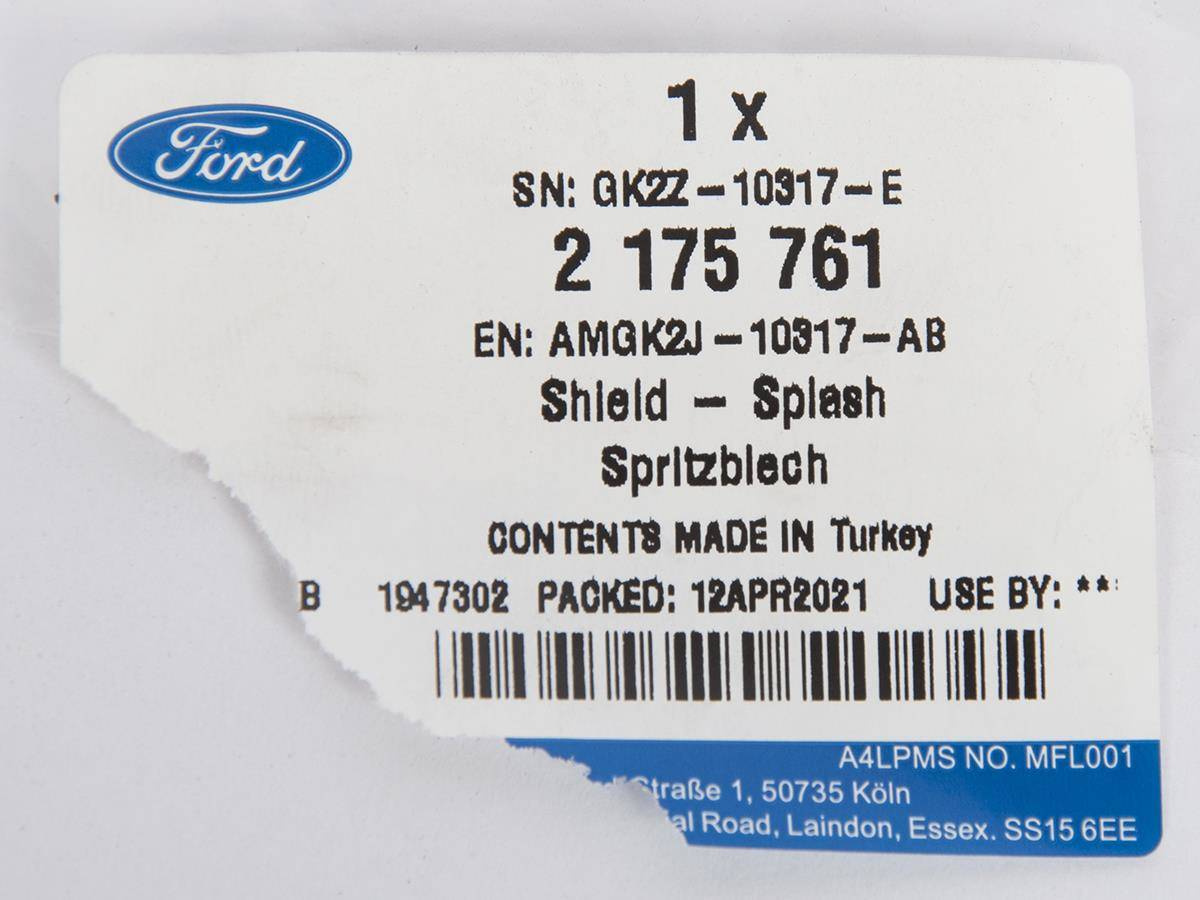 Ford
1 x
SN: GK2Z-10317-E
2 175 761
EN: AMGK2J-10317-AB
Shield - Splash
Spritzblech
CONTENTS MADE IN Turkey
B 1947302 PACKED: 12APR2021 USE BY: **
A4LPMS NO. MFL001
Straße 1, 50735 Köln
Road, Laindon, Essex. SS15 6EE